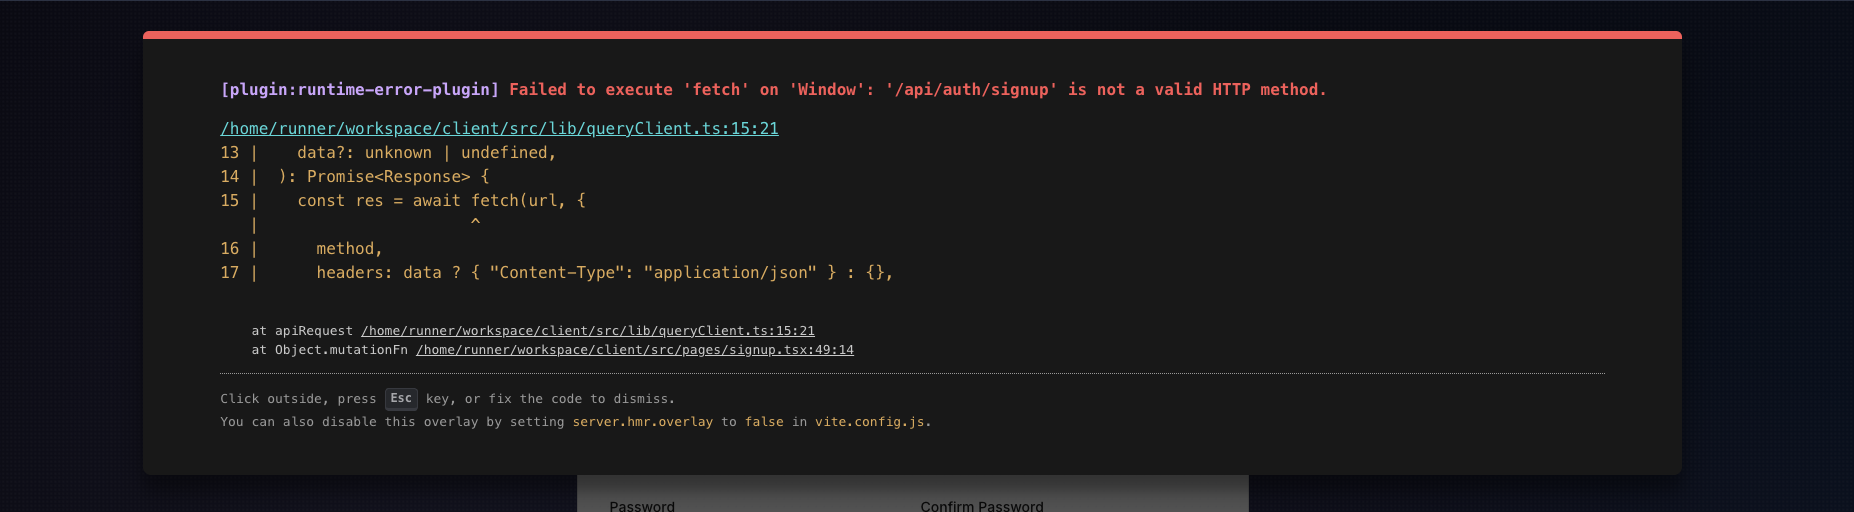 [plugin:runtime-error-plugin] Failed to execute 'fetch' on 'Window': '/api/auth/signup' is not a valid HTTP method.
/home/runner/workspace/client/src/lib/queryClient.ts:15:21
13 |    data?: unknown | undefined,
14 |  ): Promise<Response> {
15 |    const res = await fetch(url, {
   |                      ^
16 |      method,
17 |      headers: data ? { "Content-Type": "application/json" } : {},
at apiRequest /home/runner/workspace/client/src/lib/queryClient.ts:15:21
at Object.mutationFn /home/runner/workspace/client/src/pages/signup.tsx:49:14
Click outside, press Esc key, or fix the code to dismiss.
You can also disable this overlay by setting server.hmr.overlay to false in vite.config.js.
Password Confirm Password